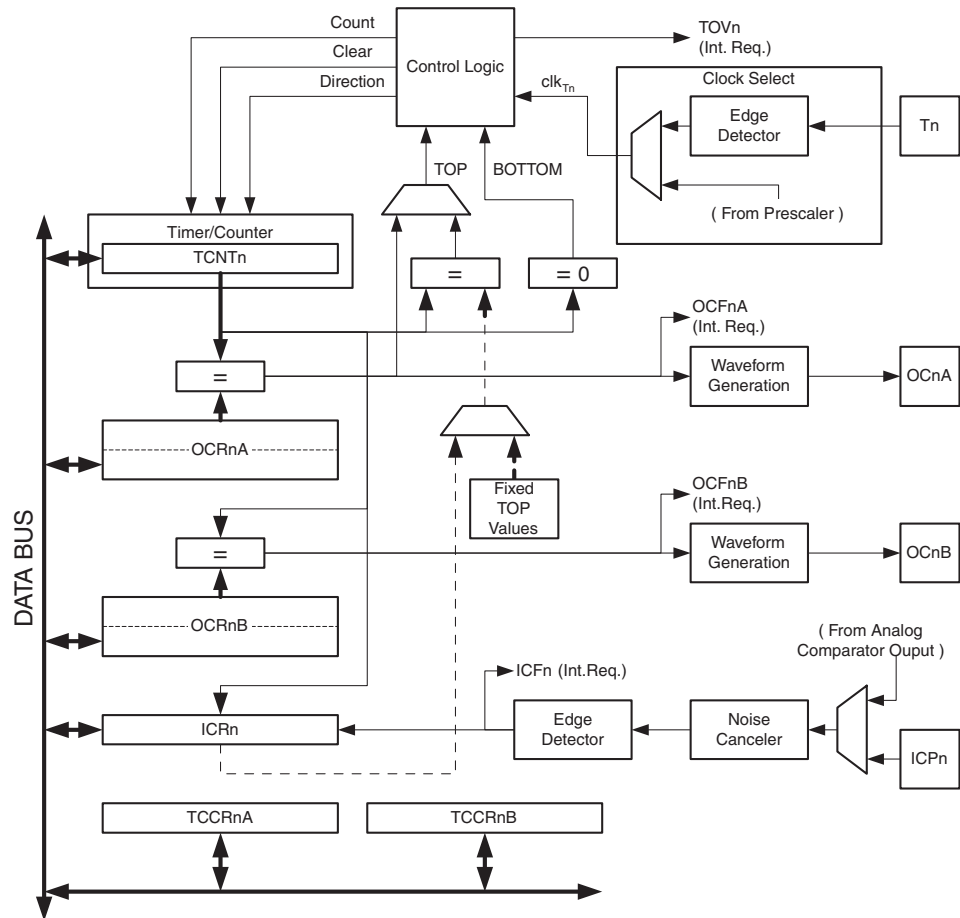 Count
Clear
Direction
Control Logic
TOVn
(Int. Req.)
clkTn
Clock Select
Edge
Detector
Tn
( From Prescaler )
TOP
BOTTOM
Timer/Counter
TCNTn
=
= 0
=
OCFnA
(Int. Req.)
Waveform
Generation
OCnA
OCRnA
Fixed
TOP
Values
OCFnB
(Int.Req.)
=
Waveform
Generation
OCnB
OCRnB
DATA BUS
( From Analog
Comparator Ouput )
ICFn (Int.Req.)
ICRn
Edge
Detector
Noise
Canceler
ICPn
TCCRnA
TCCRnB